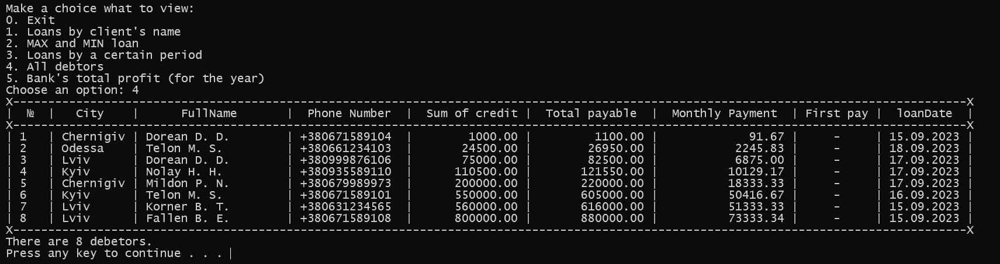 Make a choice what to view:
0. Exit
1. Loans by client's name
2. MAX and MIN loan
3. Loans by a certain period
4. All debtors
5. Bank's total profit (for the year)
Choose an option: 4
X----------------------------------------------------------------------------------------------------------------------------------------X
|  №  |   City    |      FullName       |  Phone Number  |  Sum of credit |  Total payable  |  Monthly Payment  | First pay |  loanDate  |
X----------------------------------------------------------------------------------------------------------------------------------------X
| 1   | Chernigiv | Dorean D. D.        | +380671589104  |        1000.00 |         1100.00 |             91.67 |     -     | 15.09.2023 |
| 2   | Odessa    | Telon M. S.         | +380661234103  |       24500.00 |        26950.00 |           2245.83 |     -     | 18.09.2023 |
| 3   | Lviv      | Dorean D. D.        | +380999876106  |       75000.00 |        82500.00 |           6875.00 |     -     | 17.09.2023 |
| 4   | Kyiv      | Nolay H. H.         | +380935589110  |      110500.00 |       121550.00 |          10129.17 |     -     | 17.09.2023 |
| 5   | Chernigiv | Mildon P. N.        | +380679989973  |      200000.00 |       220000.00 |          18333.33 |     -     | 17.09.2023 |
| 6   | Kyiv      | Telon M. S.         | +380671589101  |      550000.00 |       605000.00 |          50416.67 |     -     | 16.09.2023 |
| 7   | Lviv      | Korner B. T.        | +380631234565  |      560000.00 |       616000.00 |          51333.33 |     -     | 15.09.2023 |
| 8   | Lviv      | Fallen B. E.        | +380671589108  |      800000.00 |       880000.00 |          73333.34 |     -     | 15.09.2023 |
X----------------------------------------------------------------------------------------------------------------------------------------X
There are 8 debetors.
Press any key to continue . . .